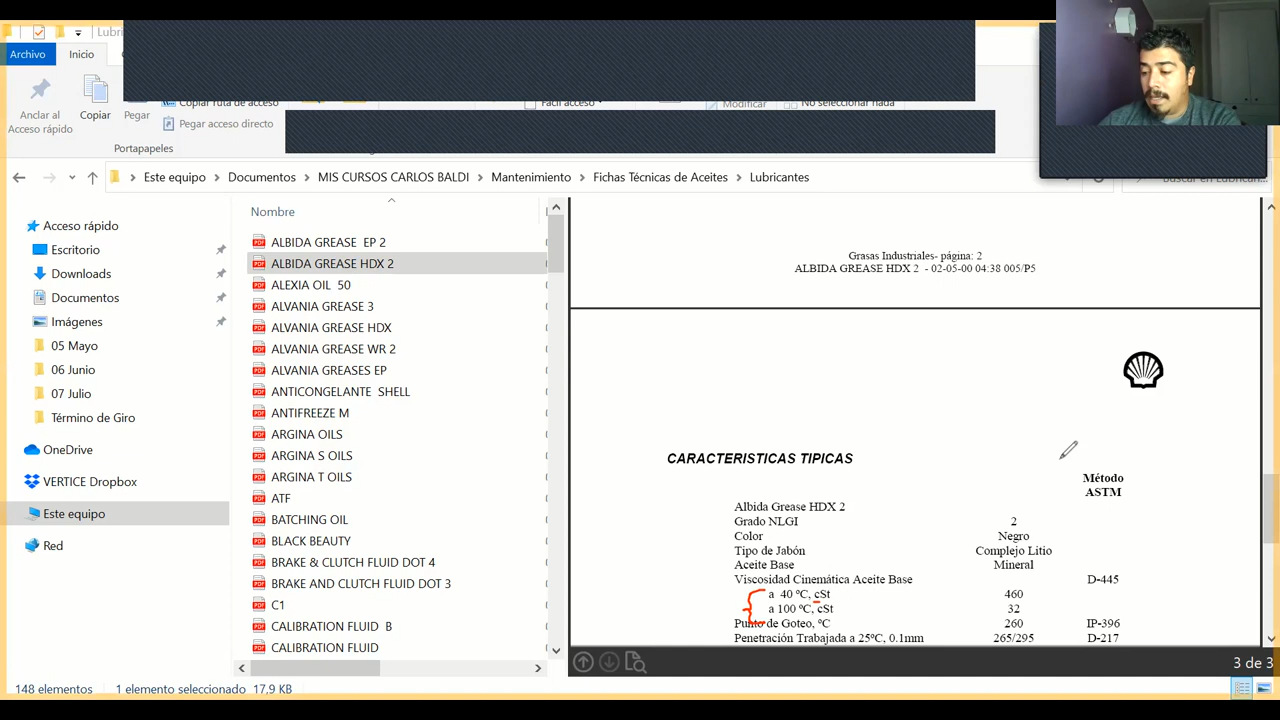 Lubri
Archivo
Inicio
Copiar ruta de acceso
Fácil acceso
Modificar
No seleccionar nada
Anclar al
Acceso rápido
Copiar
Pegar
Pegar acceso directo
Portapapeles
Este equipo
Documentos
MIS CURSOS CARLOS BALDI
Mantenimiento
Fichas Técnicas de Aceites
Lubricantes
Buscar en Lubrican...
Nombre
Acceso rápido
Escritorio
Downloads
Documentos
Imágenes
05 Mayo
06 Junio
07 Julio
Término de Giro
OneDrive
VERTICE Dropbox
Este equipo
Red
ALBIDA GREASE  EP 2
ALBIDA GREASE HDX 2
ALEXIA OIL  50
ALVANIA GREASE 3
ALVANIA GREASE HDX
ALVANIA GREASE WR 2
ALVANIA GREASES EP
ANTICONGELANTE  SHELL
ANTIFREEZE M
ARGINA OILS
ARGINA S OILS
ARGINA T OILS
ATF
BATCHING OIL
BLACK BEAUTY
BRAKE & CLUTCH FLUID DOT 4
BRAKE AND CLUTCH FLUID DOT 3
C1
CALIBRATION FLUID  B
CALIBRATION FLUID
Grasas Industriales- página: 2
ALBIDA GREASE HDX 2  - 02-05-00 04:38 005/P5
CARACTERISTICAS TIPICAS
Método
ASTM
Albida Grease HDX 2
Grado NLGI 2
Color Negro
Tipo de Jabón Complejo Litio
Aceite Base Mineral
Viscosidad Cinemática Aceite Base D-445
a  40 ºC, cSt 460
a 100 ºC, cSt 32
Punto de Goteo, ºC 260 IP-396
Penetración Trabajada a 25ºC, 0.1mm 265/295 D-217
3 de 3
148 elementos
1 elemento seleccionado  17,9 KB